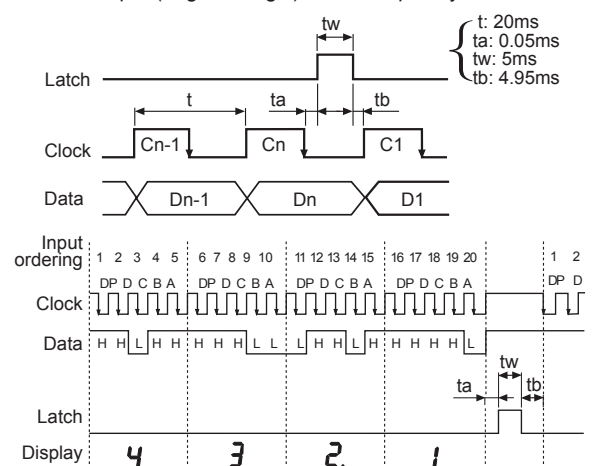 t: 20ms
ta: 0.05ms
tw: 5ms
tb: 4.95ms
tw
Latch
t
ta
tb
Clock
Cn-1
Cn
C1
Data
Dn-1
Dn
D1
Input
ordering
1 2 3 4 5 6 7 8 9 10 11 12 13 14 15 16 17 18 19 20 1 2
DP D C B A DP D C B A DP D C B A DP D C B A DP D
Clock
Data H H L H H H H H L L L H H L H H H H H L
tw
ta tb
Latch
Display 4 3 2. 1